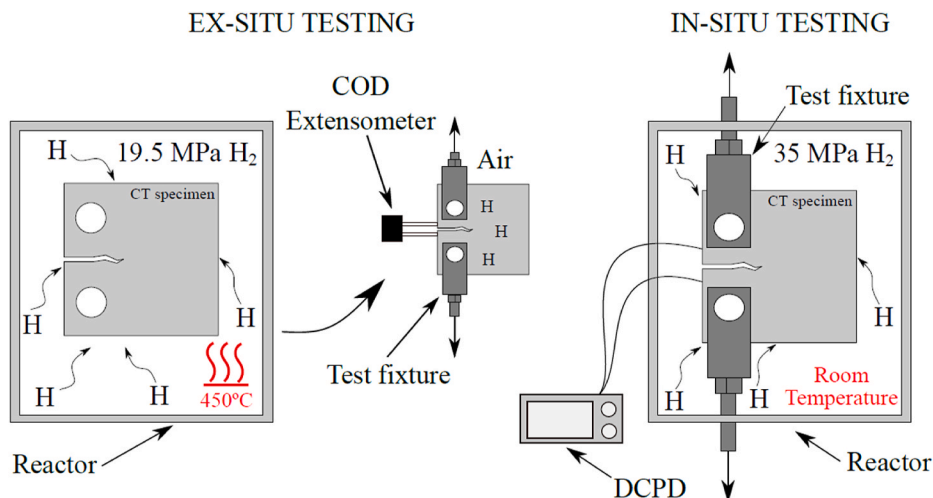 EX-SITU TESTING
H
19.5 MPa H₂
CT specimen
H
H
H
H
450ºC
Reactor
COD
Extensometer
Air
H
H
H
Test fixture
IN-SITU TESTING
Test fixture
H
35 MPa H₂
CT specimen
H
H
H
Room
Temperature
DCPD
Reactor